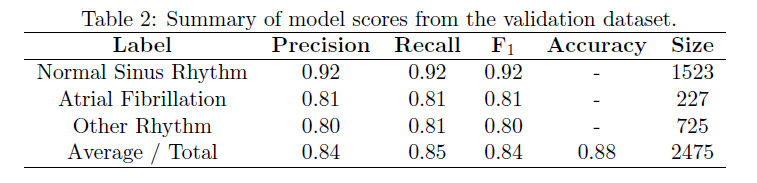 Table 2: Summary of model scores from the validation dataset.
Label Precision Recall F₁ Accuracy Size
Normal Sinus Rhythm 0.92 0.92 0.92 - 1523
Atrial Fibrillation 0.81 0.81 0.81 - 227
Other Rhythm 0.80 0.81 0.80 - 725
Average / Total 0.84 0.85 0.84 0.88 2475